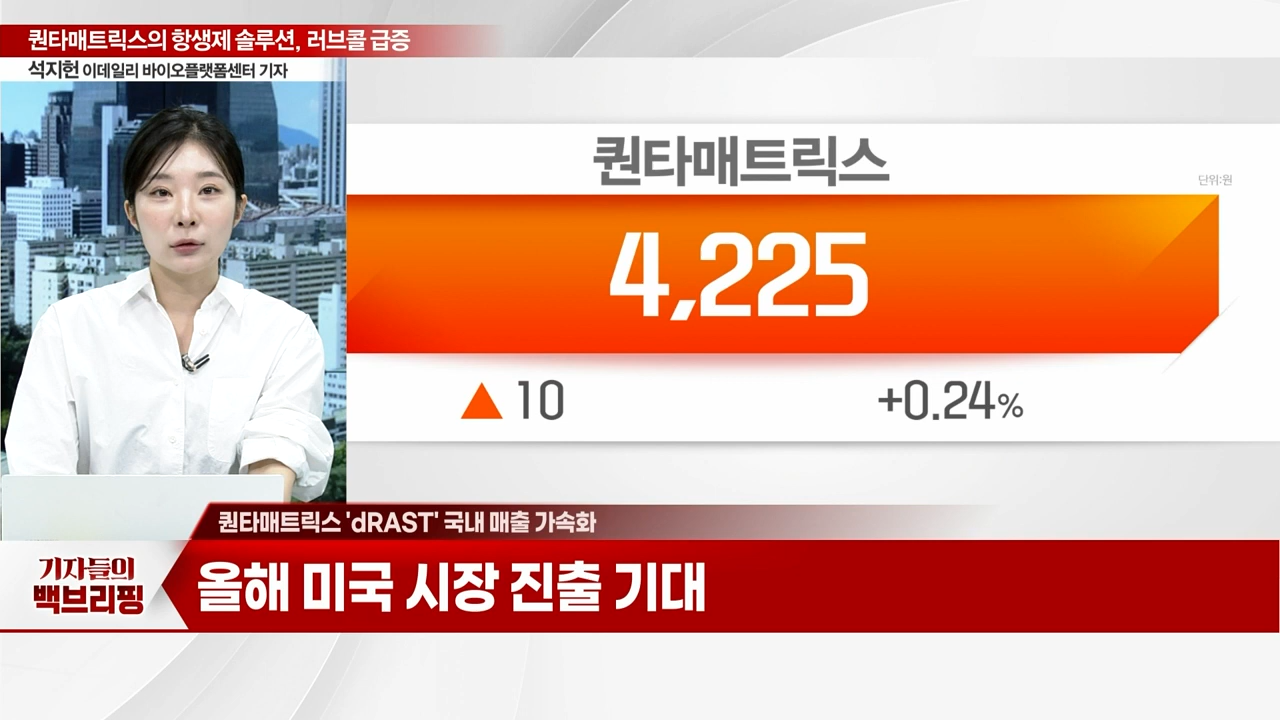 퀀타매트릭스의 항생제 솔루션, 러브콜 급증
석지헌 이데일리 바이오플랫폼센터 기자
퀀타매트릭스
단위:원
4,225
▲ 10 +0.24%
퀀타매트릭스 'dRAST' 국내 매출 가속화
기자들의
백브리핑
올해 미국 시장 진출 기대